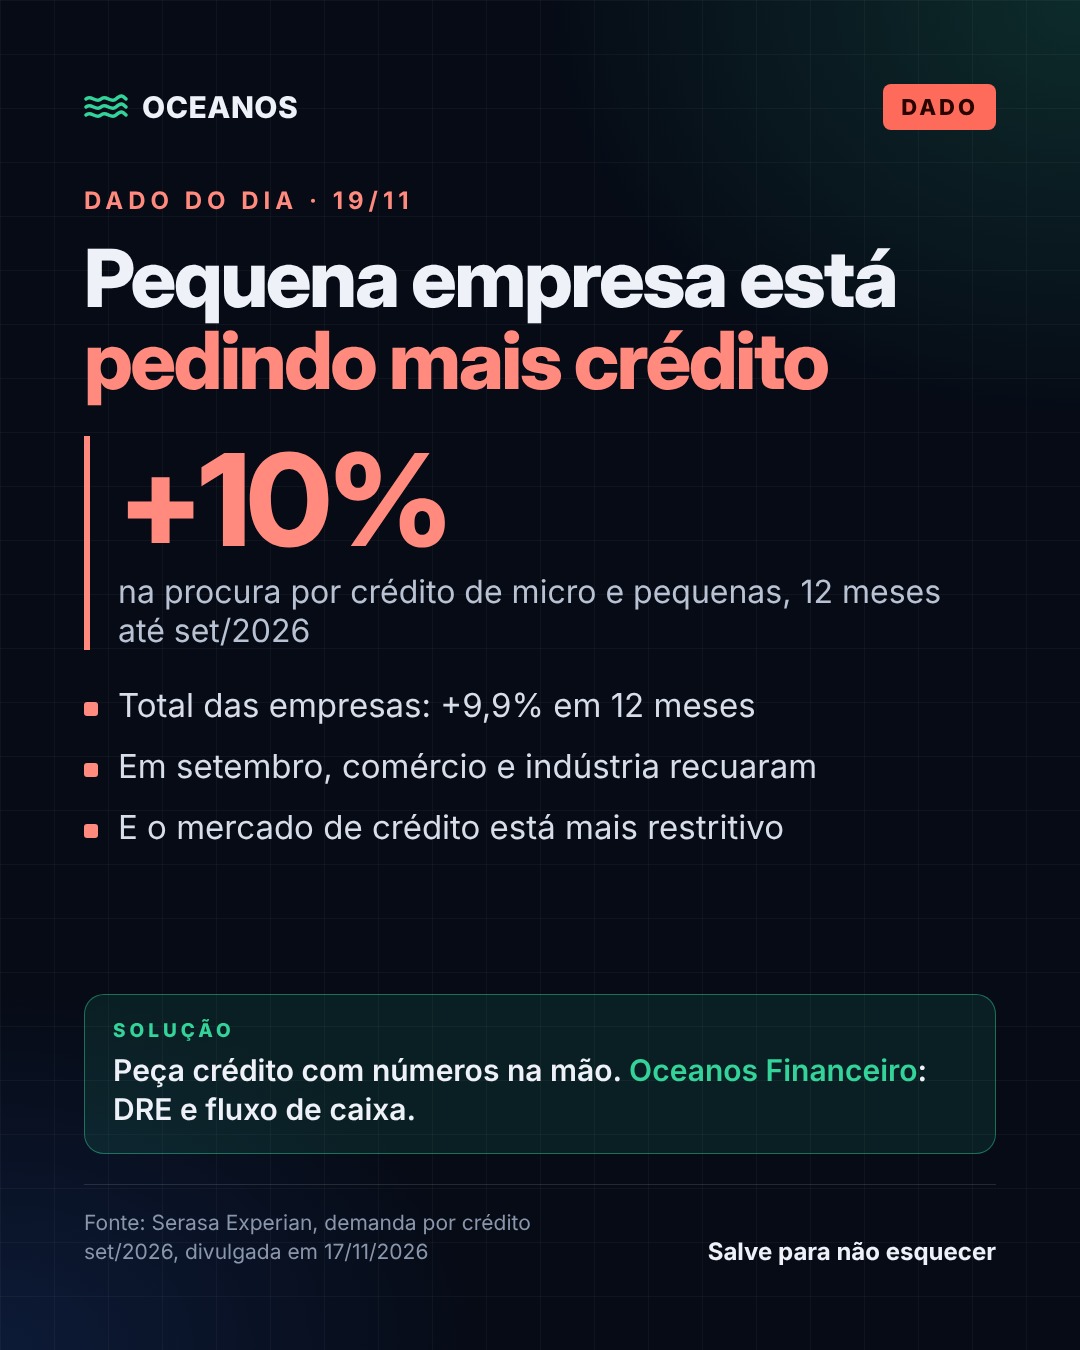 OCEANOS
DADO
DADO DO DIA · 19/11
Pequena empresa está
pedindo mais crédito
+10%
na procura por crédito de micro e pequenas, 12 meses
até set/2026
Total das empresas: +9,9% em 12 meses
Em setembro, comércio e indústria recuaram
E o mercado de crédito está mais restritivo
SOLUÇÃO
Peça crédito com números na mão. Oceanos Financeiro:
DRE e fluxo de caixa.
Fonte: Serasa Experian, demanda por crédito
set/2026, divulgada em 17/11/2026
Salve para não esquecer